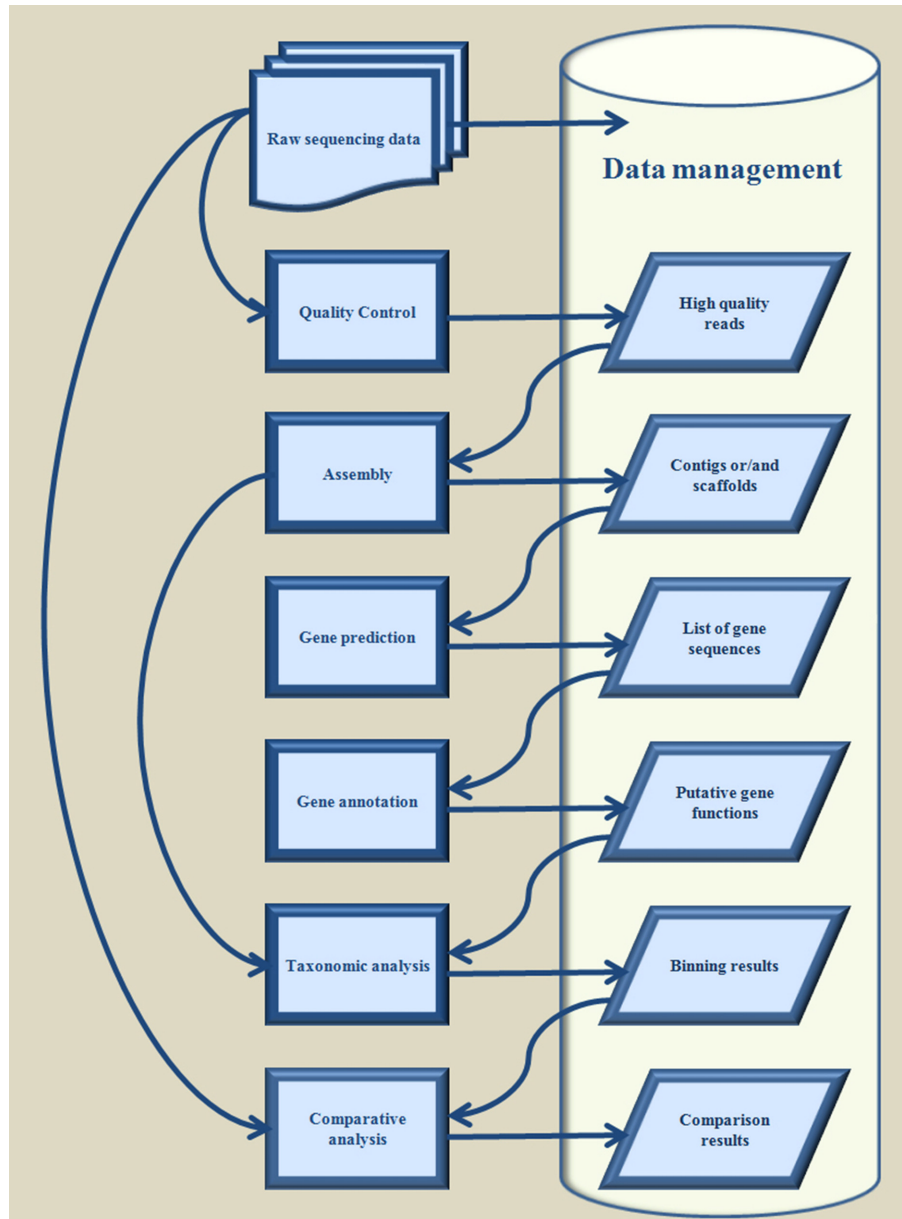 Raw sequencing data
Data management
Quality Control
High quality
reads
Assembly
Contigs or/and
scaffolds
Gene prediction
List of gene
sequences
Gene annotation
Putative gene
functions
Taxonomic analysis
Binning results
Comparative
analysis
Comparison
results